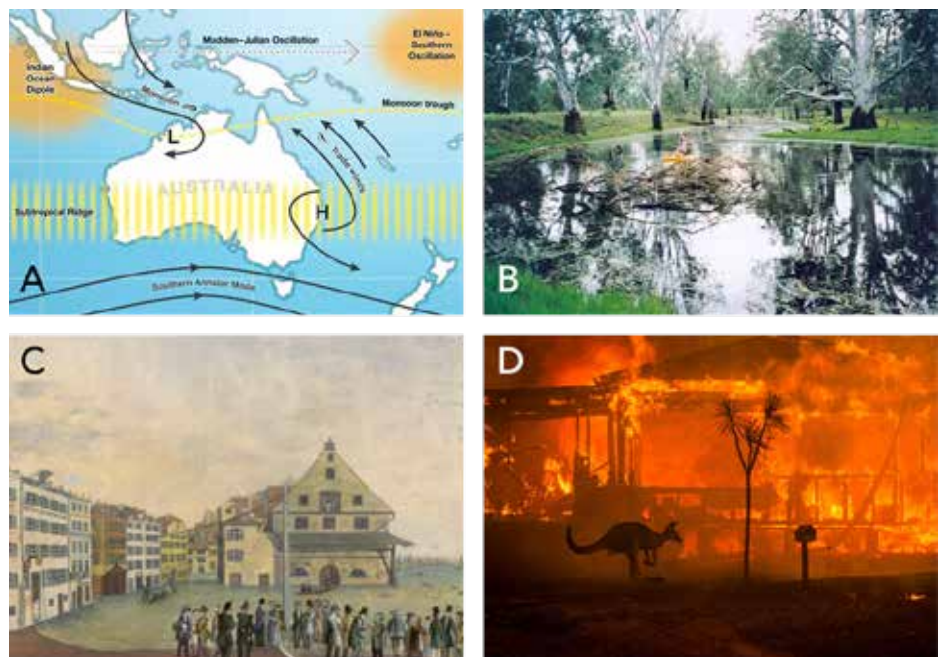 Madden–Julian Oscillation
El Niño –
Southern
Oscillation
Indian
Ocean
Dipole
Monsoon
Monsoon trough
L
Trade winds
AUSTRALIA
Subtropical Ridge
H
A
Southern Annular Mode
B
C
D